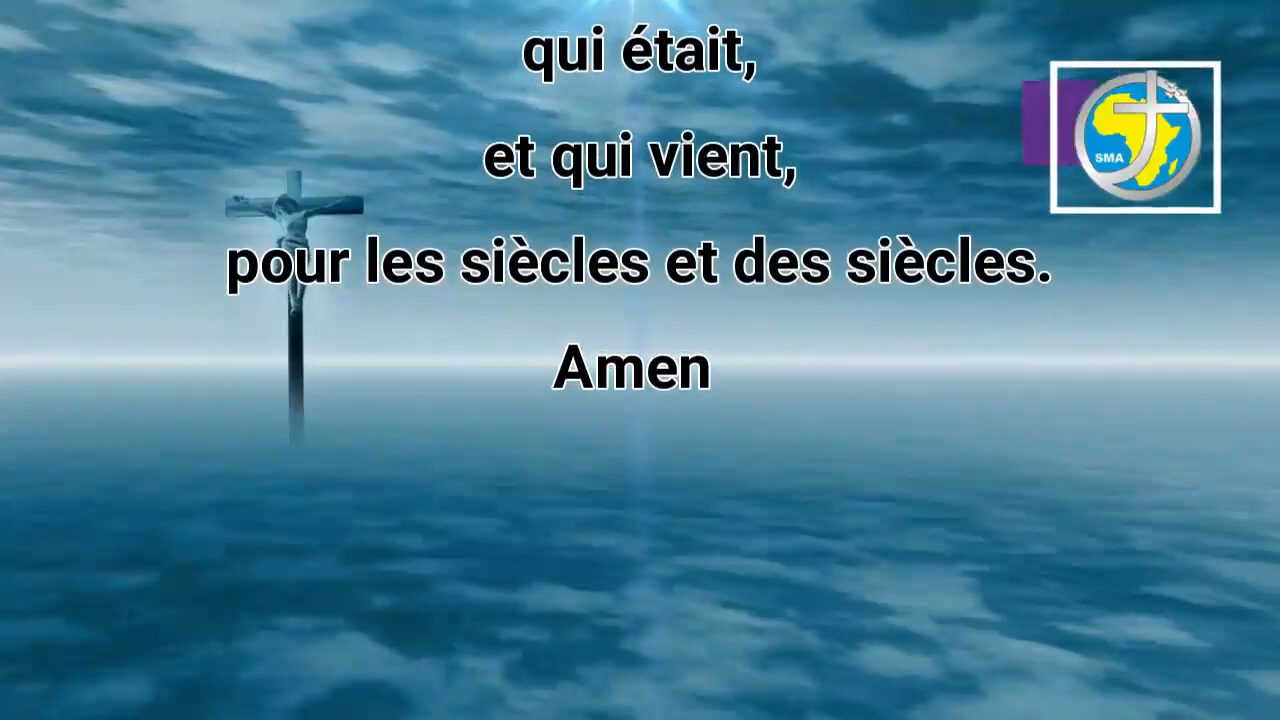 qui était,
et qui vient,
pour les siècles et des siècles.
Amen
SMA